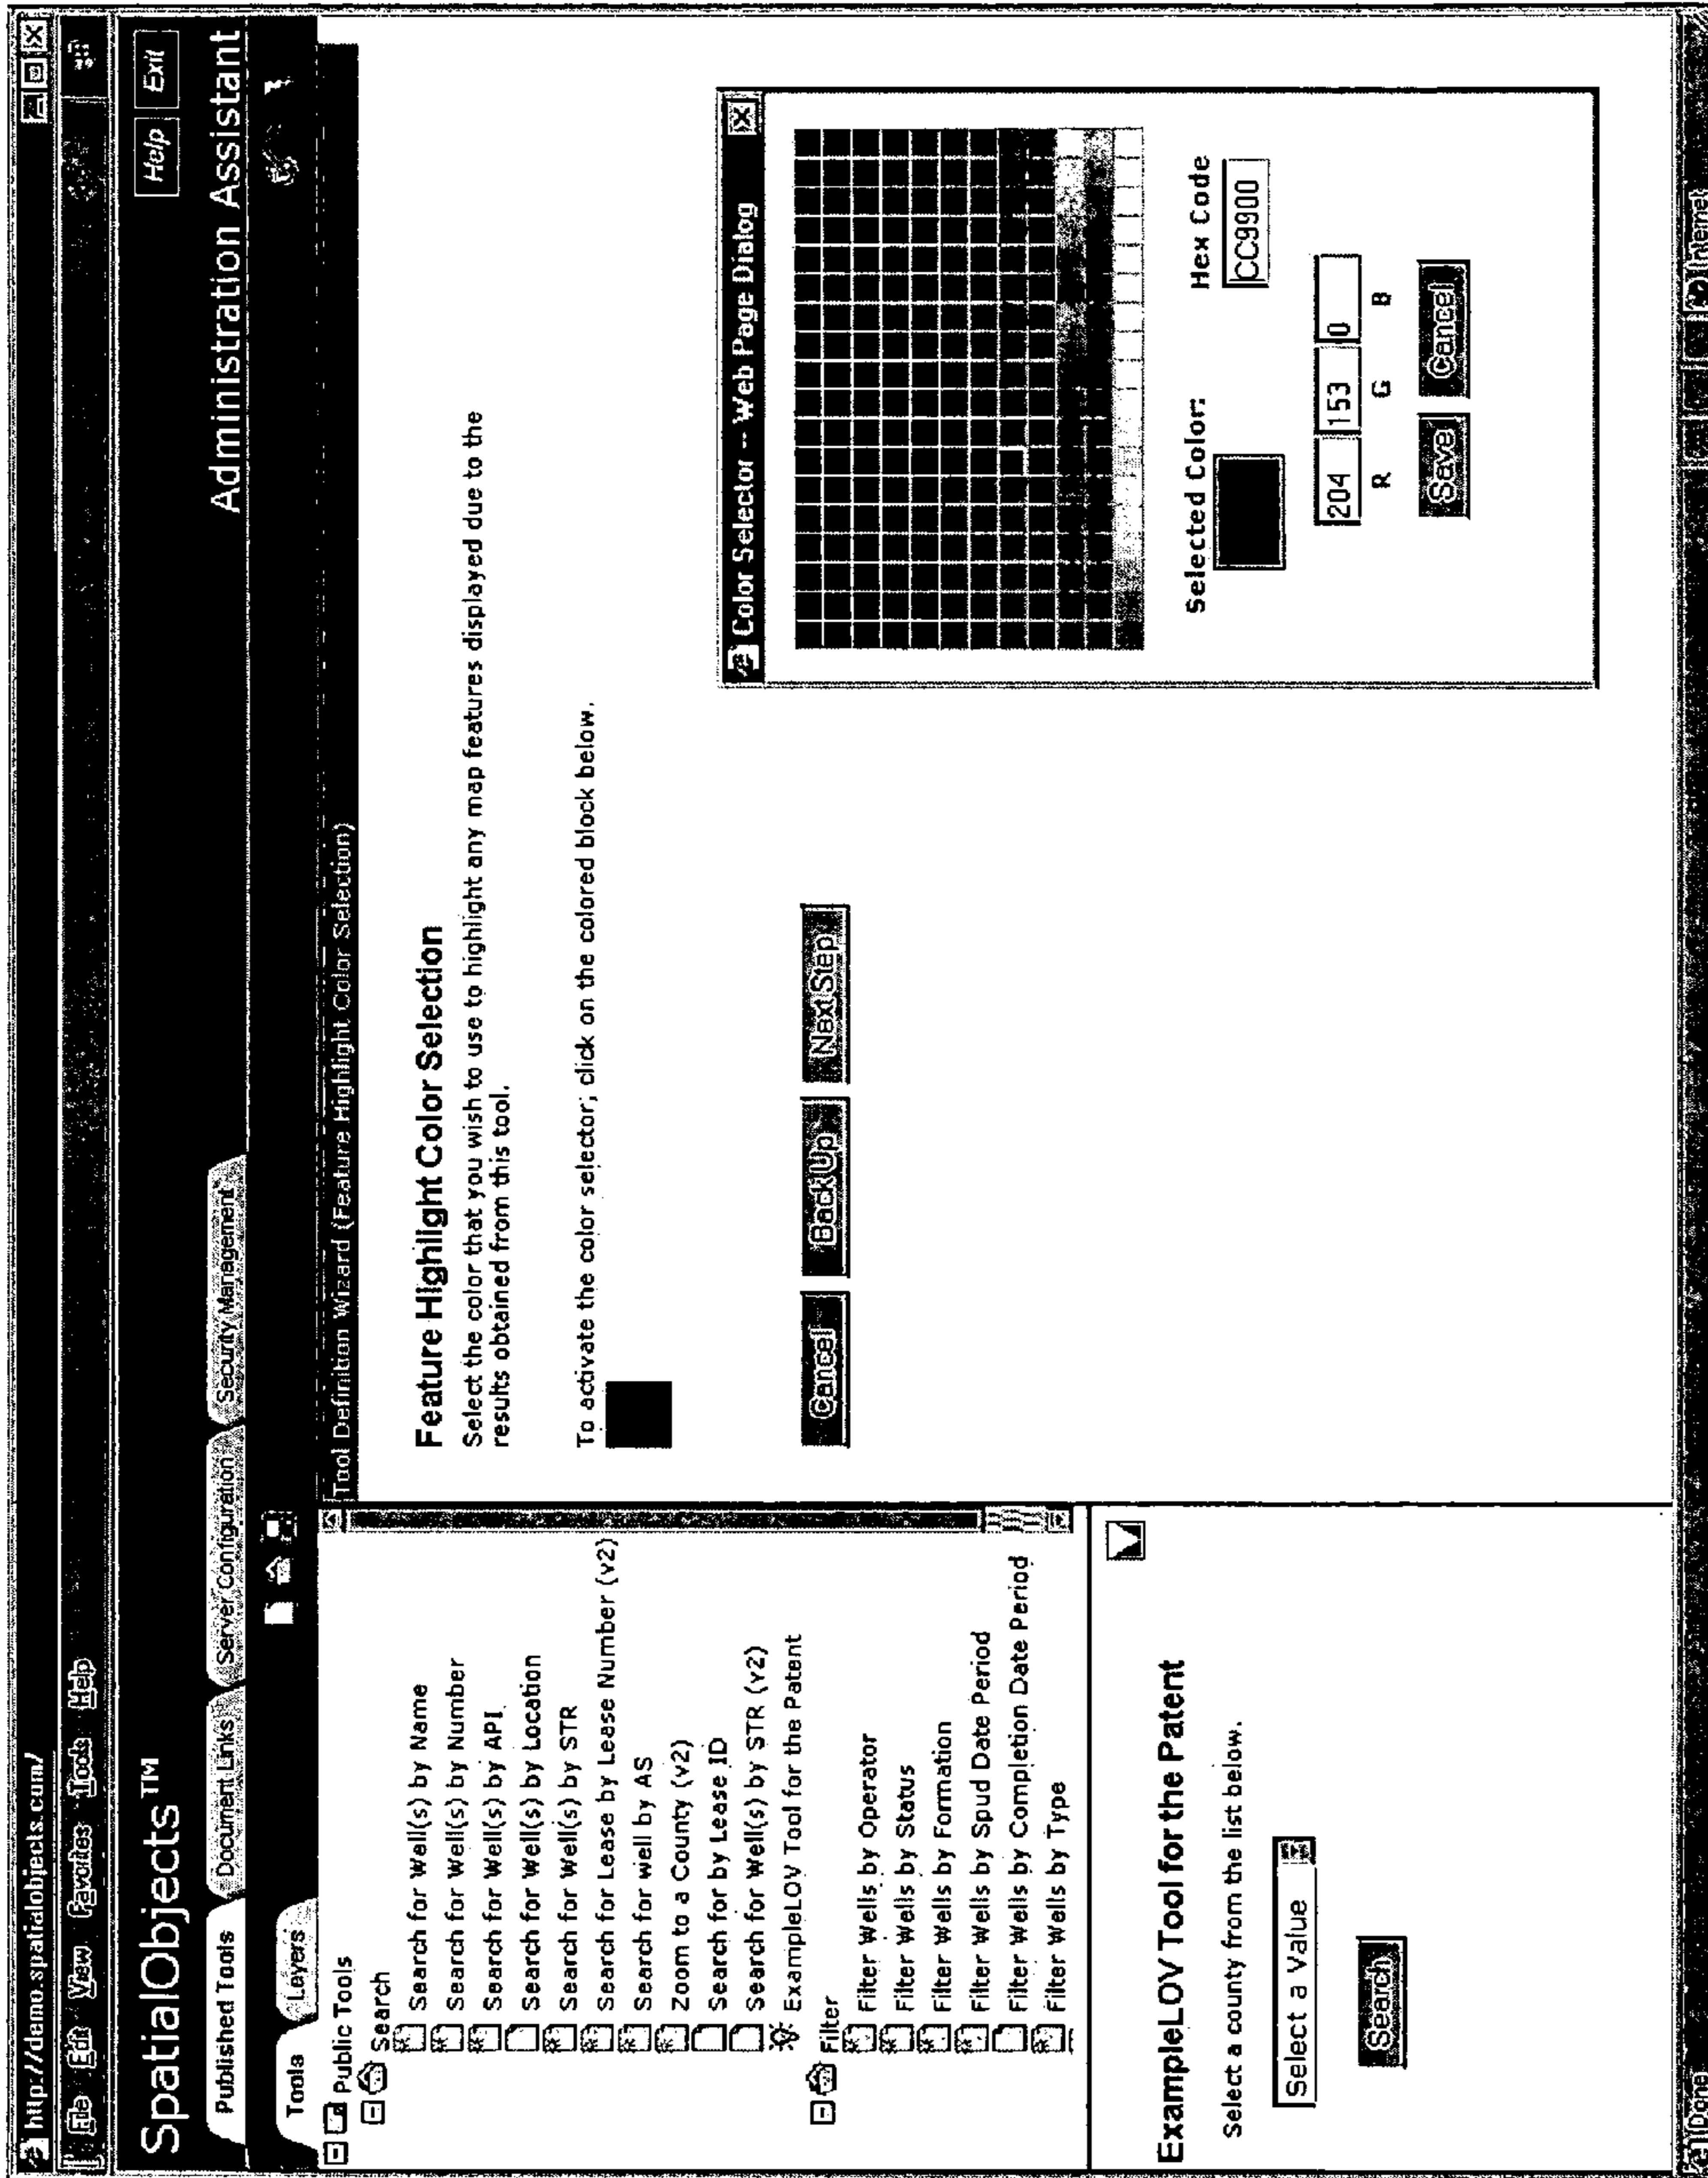 http://demo.spatialobjects.com/
File Edit View Favorites Tools Help
SpatialObjects™
Help Exit
Published Tools Document Links Server Configuration Security Management
Administration Assistant
Tools Layers
Public Tools
Search
Search for Well(s) by Name
Search for Well(s) by Number
Search for Well(s) by API
Search for Well(s) by Location
Search for Well(s) by STR
Search for Lease by Lease Number (v2)
Search for well by AS
Zoom to a County (v2)
Search for by Lease ID
Search for Well(s) by STR (v2)
ExampleLOV Tool for the Patent
Filter
Filter Wells by Operator
Filter Wells by Status
Filter Wells by Formation
Filter Wells by Spud Date Period
Filter Wells by Completion Date Period
Filter Wells by Type
ExampleLOV Tool for the Patent
Select a county from the list below.
Select a Value
Search
Tool Definition Wizard (Feature Highlight Color Selection)
Feature Highlight Color Selection
Select the color that you wish to use to highlight any map features displayed due to the
results obtained from this tool.
To activate the color selector, click on the colored block below.
Cancel Back Up Next Step
Color Selector -- Web Page Dialog
Selected Color: Hex Code
CC9900
204 153 0
R G B
Save Cancel
Done Internet